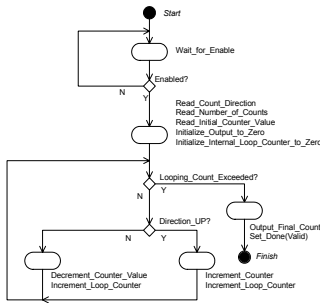 Start
Wait_for_Enable
Enabled?
N
Y
Read_Count_Direction
Read_Number_of_Counts
Read_Initial_Counter_Value
Initialize_Output_to_Zero
Initialize_Internal_Loop_Counter_to_Zero
Looping_Count_Exceeded?
N
Y
Direction_UP?
N
Y
Output_Final_Count
Set_Done(Valid)
Finish
Decrement_Counter_Value
Increment_Loop_Counter
Increment_Counter
Increment_Loop_Counter